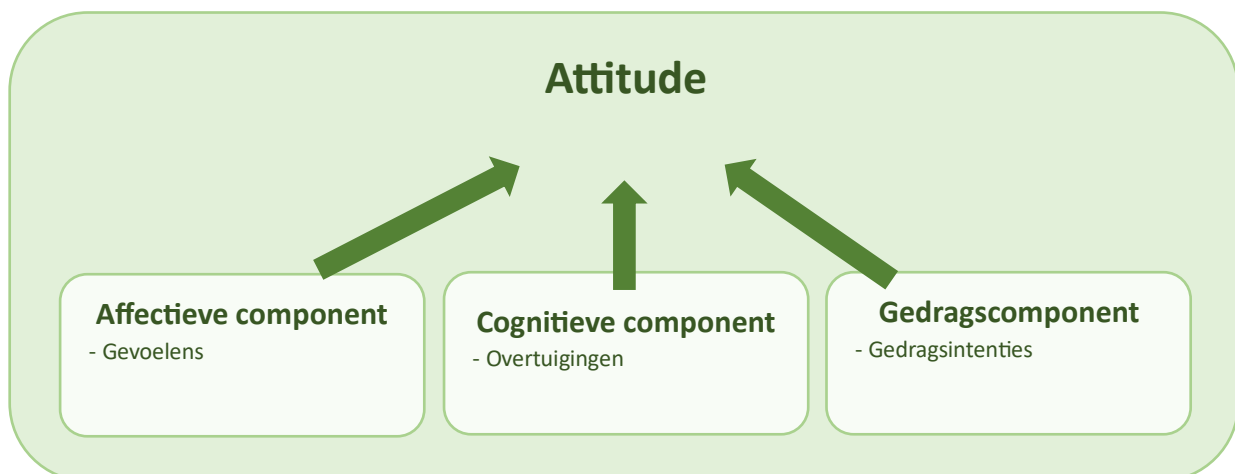 Attitude
Affectieve component
- Gevoelens
Cognitieve component
- Overtuigingen
Gedragscomponent
- Gedragsintenties